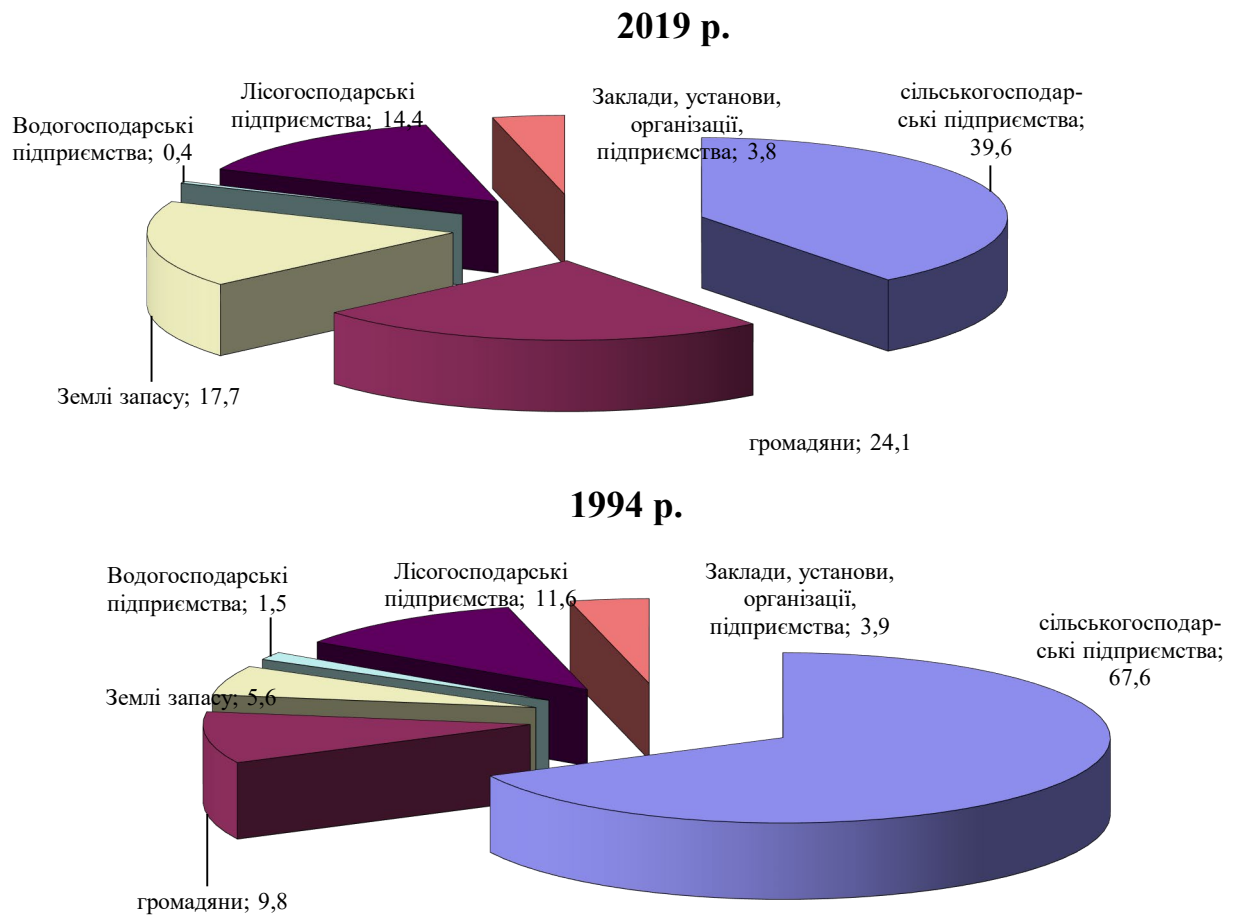 2019 р.
Лісогосподарські
підприємства; 14,4
Заклади, установи,
організації,
підприємства; 3,8
сільськогосподар-
ські підприємства;
39,6
Водогосподарські
підприємства; 0,4
Землі запасу; 17,7
громадяни; 24,1
1994 р.
Водогосподарські
підприємства; 1,5
Лісогосподарські
підприємства; 11,6
Заклади, установи,
організації,
підприємства; 3,9
сільськогосподар-
ські підприємства;
67,6
Землі запасу; 5,6
громадяни; 9,8